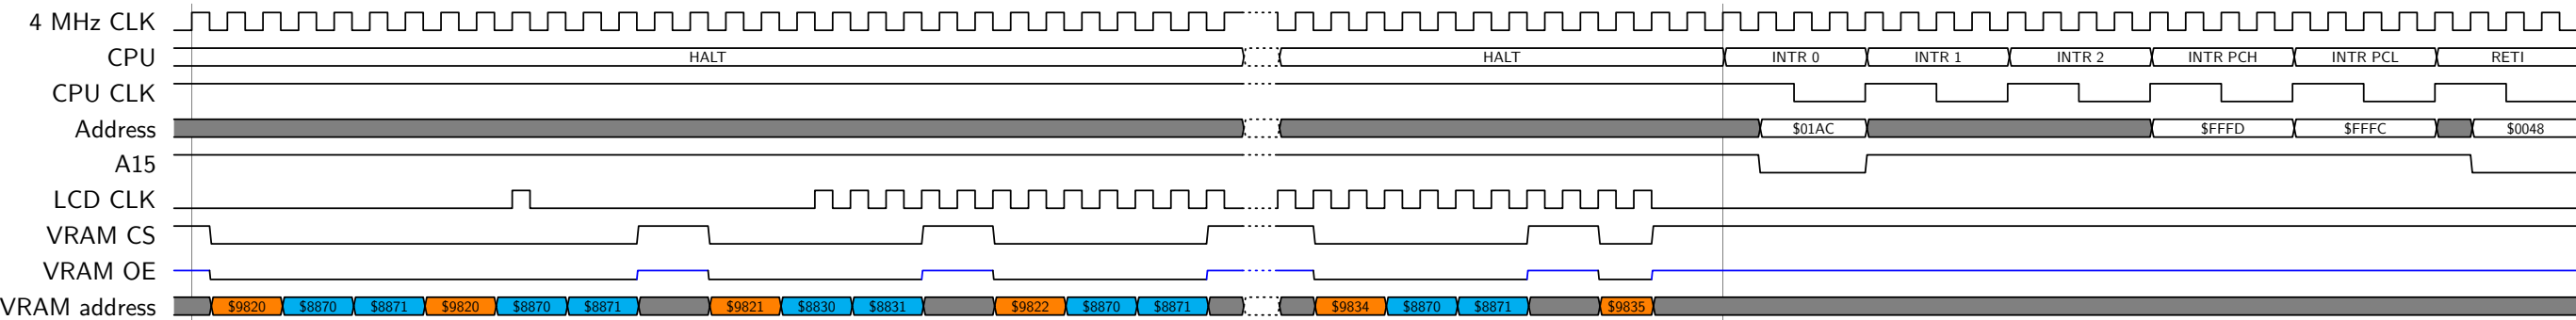 4 MHz CLK
CPU HALT HALT INTR 0 INTR 1 INTR 2 INTR PCH INTR PCL RETI
CPU CLK
Address $01AC $FFFD $FFFC $0048
A15
LCD CLK
VRAM CS
VRAM OE
VRAM address $9820 $8870 $8871 $9820 $8870 $8871 $9821 $8830 $8831 $9822 $8870 $8871 $9834 $8870 $8871 $9835